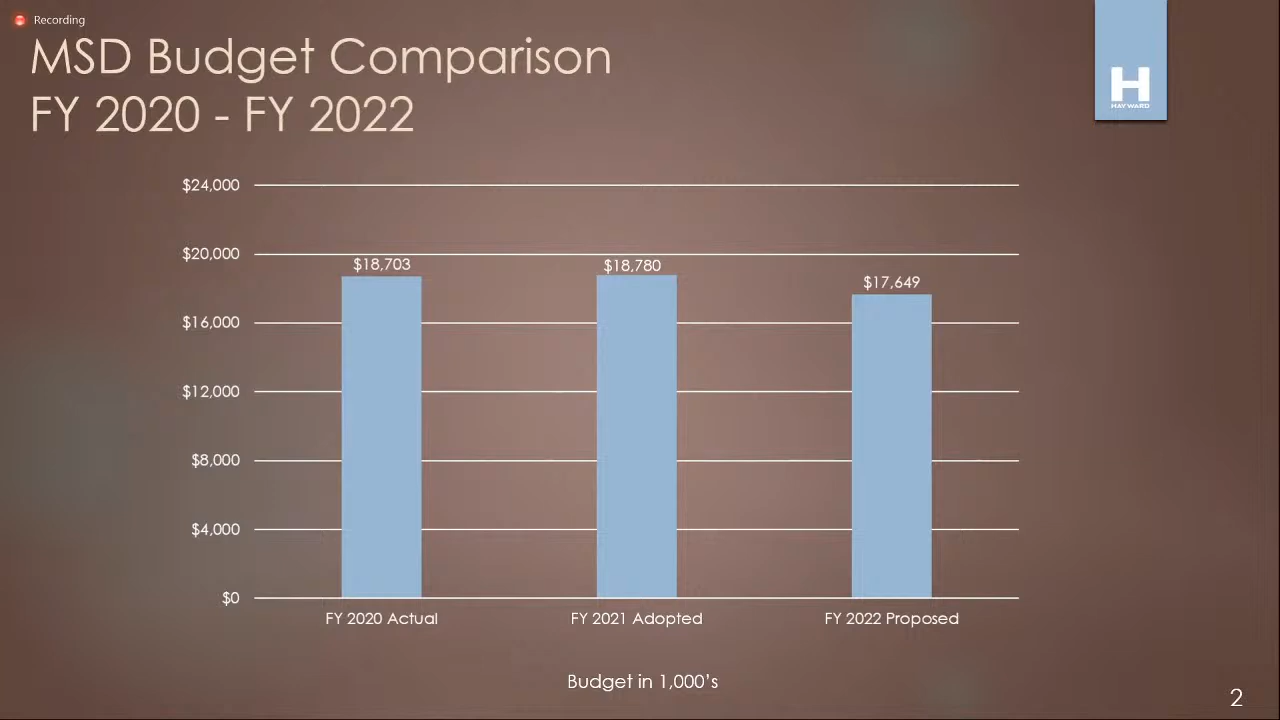 Recording
MSD Budget Comparison
FY 2020 - FY 2022
H
HAYWARD
$24,000
$20,000
$16,000
$12,000
$8,000
$4,000
$0
$18,703
$18,780
$17,649
FY 2020 Actual
FY 2021 Adopted
FY 2022 Proposed
Budget in 1,000’s
2